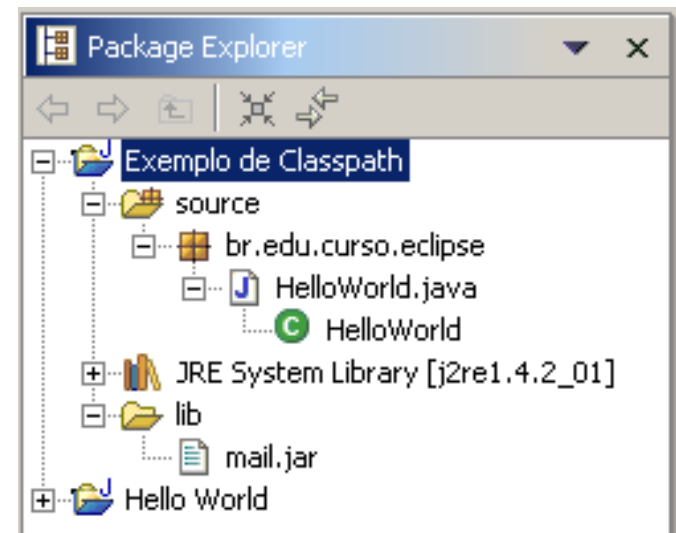 Package Explorer
Exemplo de Classpath
source
br.edu.curso.eclipse
HelloWorld.java
HelloWorld
JRE System Library [j2re1.4.2_01]
lib
mail.jar
Hello World